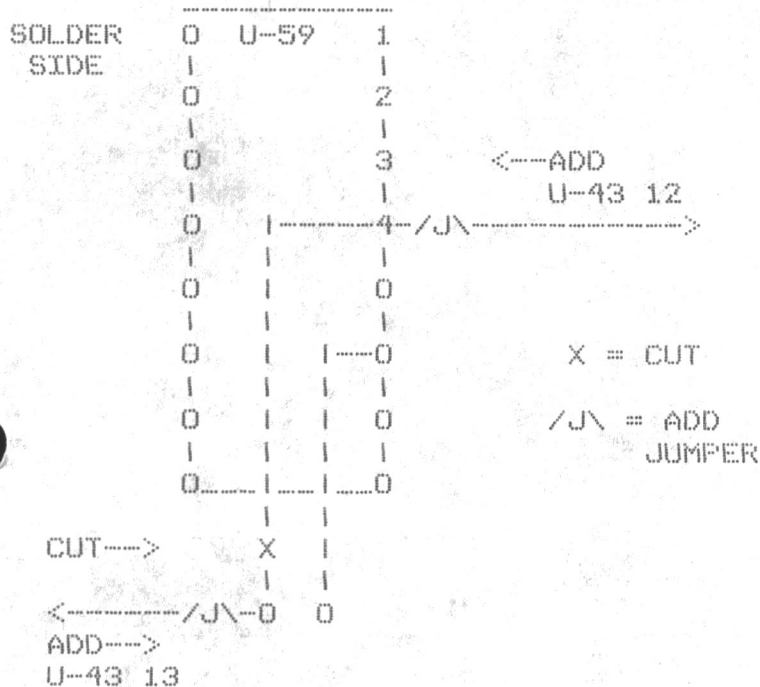 SOLDER 0 U-59 1
SIDE
0 2
0 3 <----ADD
U-43 12
0 |-------4-/J\-------------->
0 0
0 |---0 X = CUT
0 0 /J\ = ADD
JUMPER
0 0
CUT----> X
<--------/J\-0 0
ADD---->
U-43 13